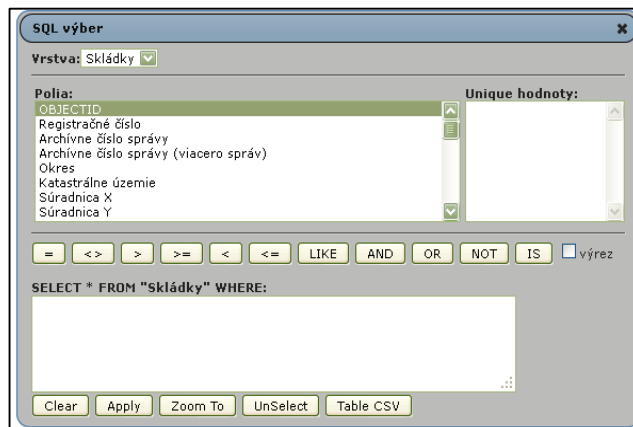 SQL výber
Vrstva: Skládky
Polia: Unique hodnoty:
OBJECTID
Registračné číslo
Archívne číslo správy
Archívne číslo správy (viacero správ)
Okres
Katastrálne územie
Súradnica X
Súradnica Y
= <> > >= < <= LIKE AND OR NOT IS výrez
SELECT * FROM "Skládky" WHERE:
Clear Apply Zoom To UnSelect Table CSV